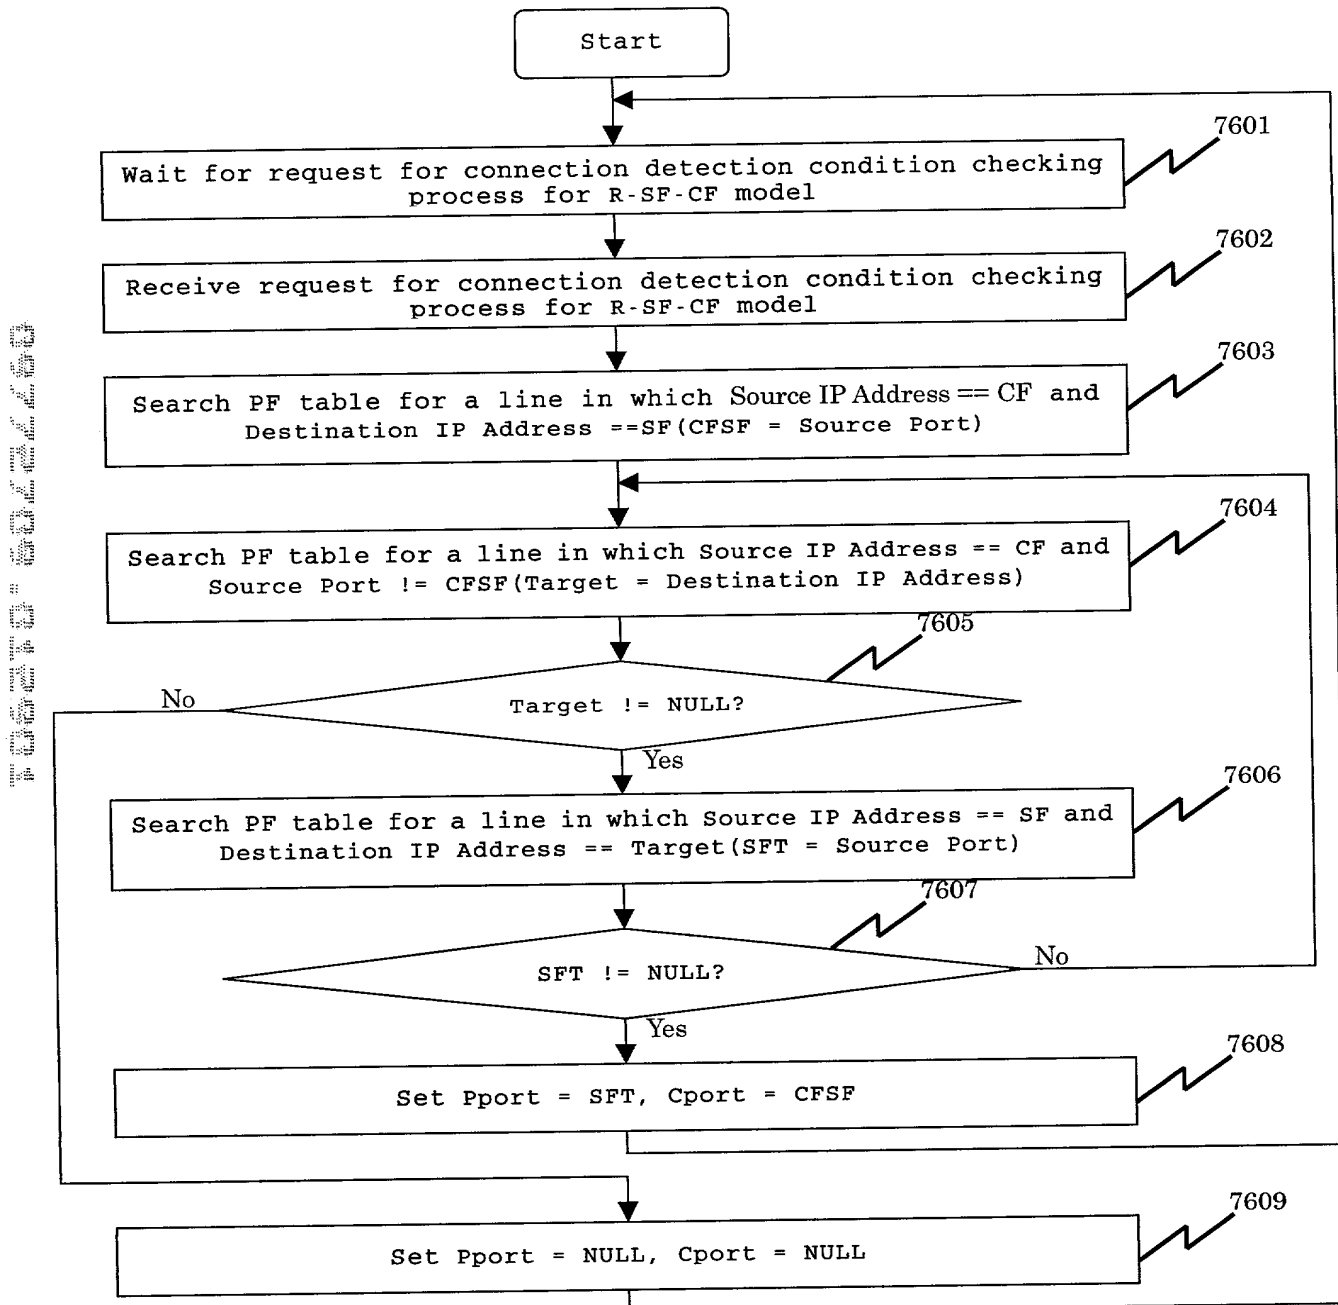 Start
7601
Wait for request for connection detection condition checking
process for R-SF-CF model
7602
Receive request for connection detection condition checking
process for R-SF-CF model
7603
Search PF table for a line in which Source IP Address == CF and
Destination IP Address ==SF(CFSF = Source Port)
7604
Search PF table for a line in which Source IP Address == CF and
Source Port != CFSF(Target = Destination IP Address)
7605
No
Target != NULL?
Yes
7606
Search PF table for a line in which Source IP Address == SF and
Destination IP Address == Target(SFT = Source Port)
7607
No
SFT != NULL?
Yes
7608
Set Pport = SFT, Cport = CFSF
7609
Set Pport = NULL, Cport = NULL